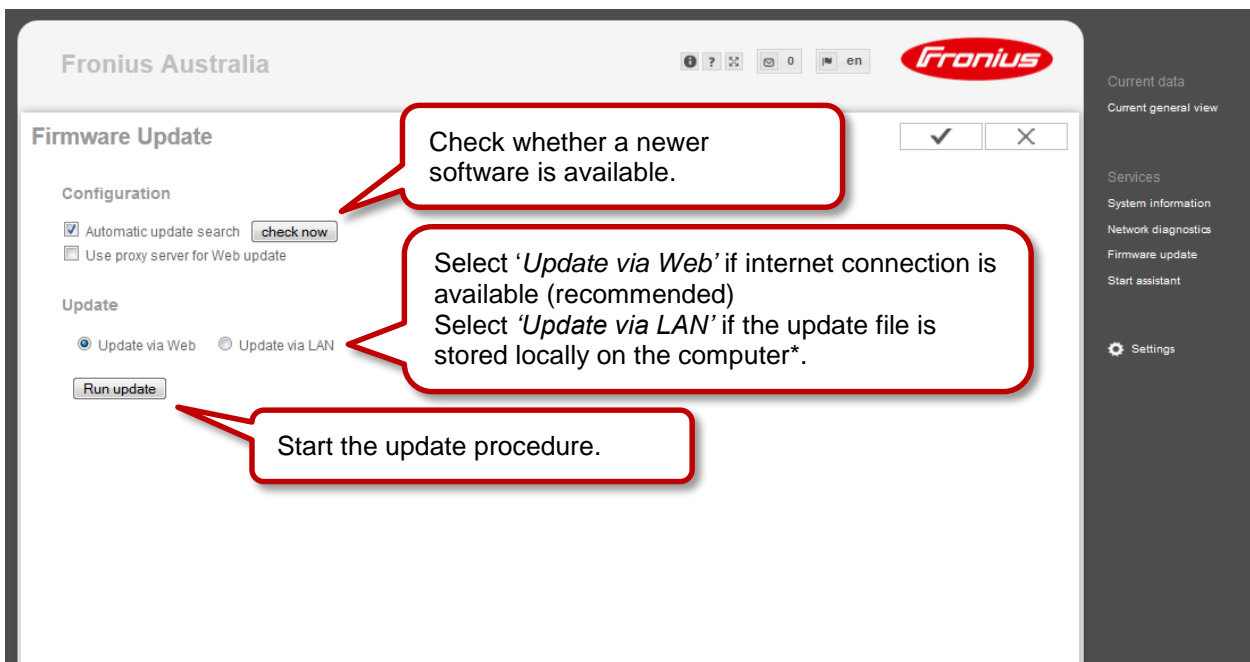 Fronius Australia
? 0 en
Fronius
Current data
Current general view
Firmware Update
Check whether a newer
software is available.
Services
System information
Network diagnostics
Firmware update
Start assistant
Settings
Configuration
Automatic update search check now
Use proxy server for Web update
Select ‘Update via Web’ if internet connection is
available (recommended)
Select ‘Update via LAN’ if the update file is
stored locally on the computer*.
Update
Update via Web Update via LAN
Run update
Start the update procedure.